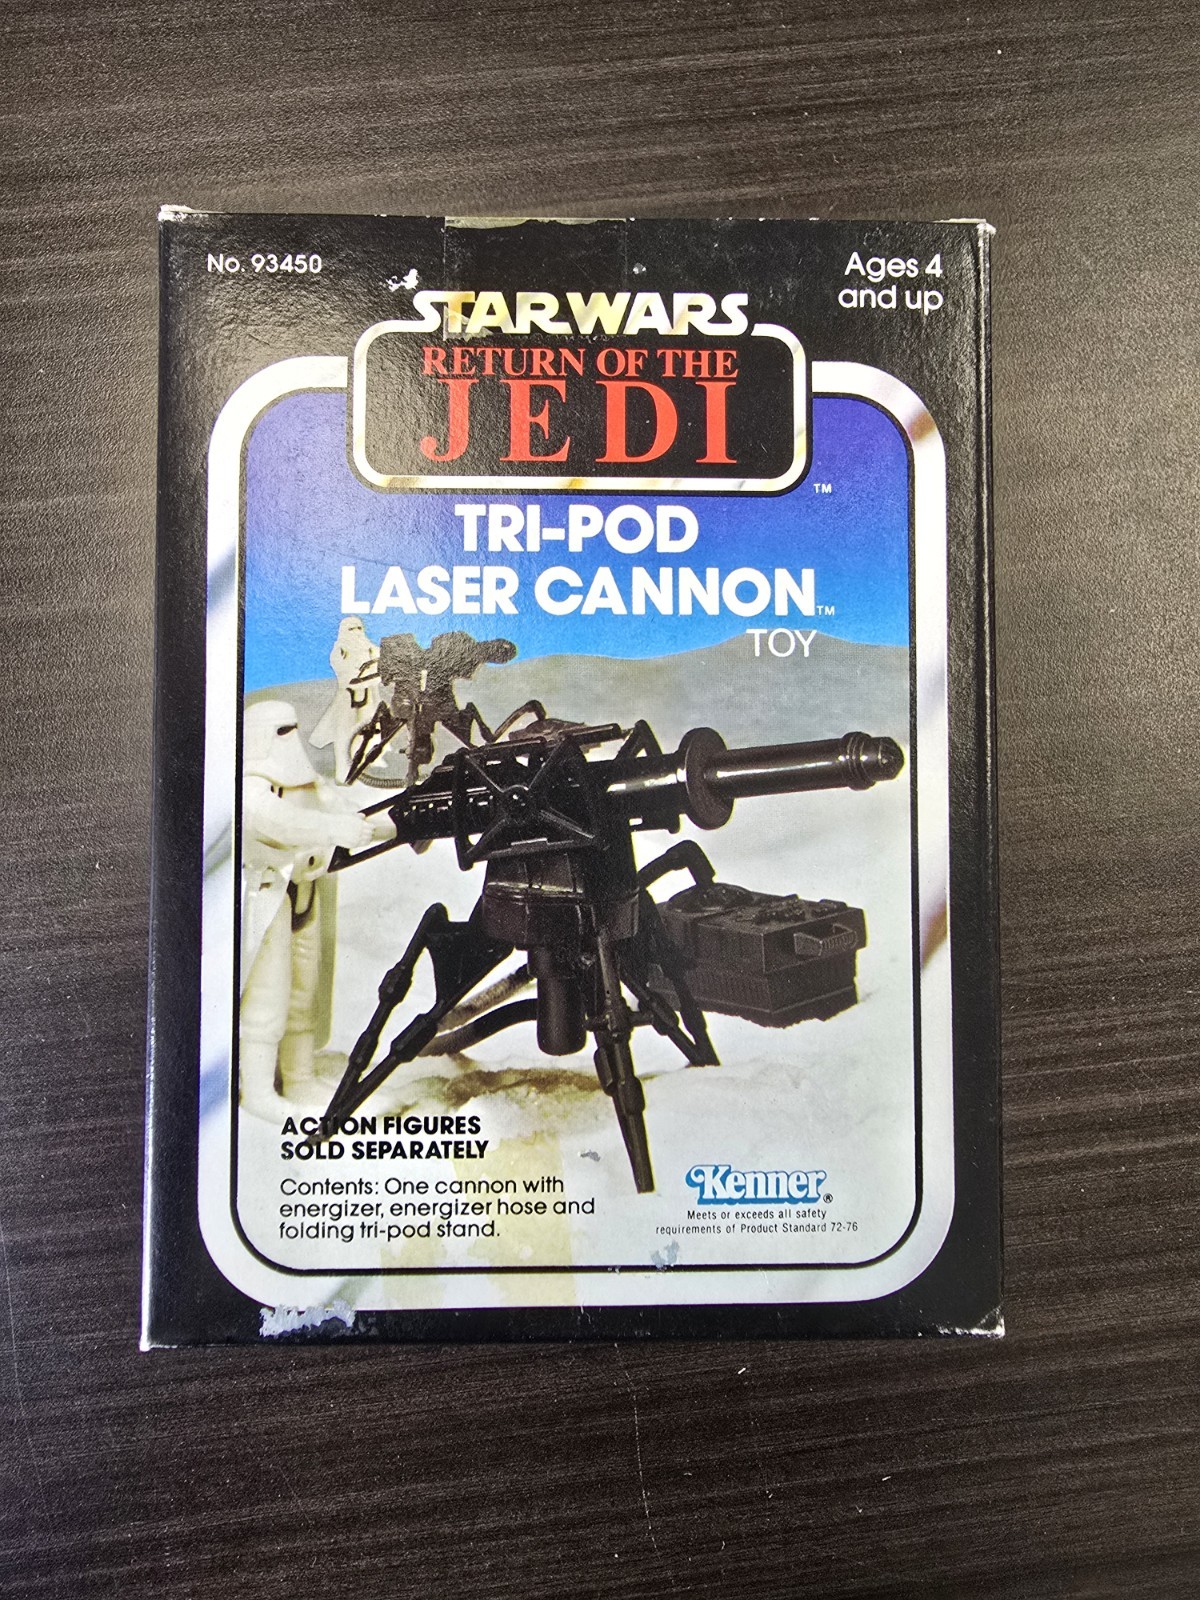 No. 93450
Ages 4
and up
STAR WARS
RETURN OF THE
JEDI
TM
TRI-POD
LASER CANNON TM
TOY
ACTION FIGURES
SOLD SEPARATELY
Contents: One cannon with
energizer, energizer hose and
folding tri-pod stand.
Kenner®
Meets or exceeds all safety
requirements of Product Standard 72-76